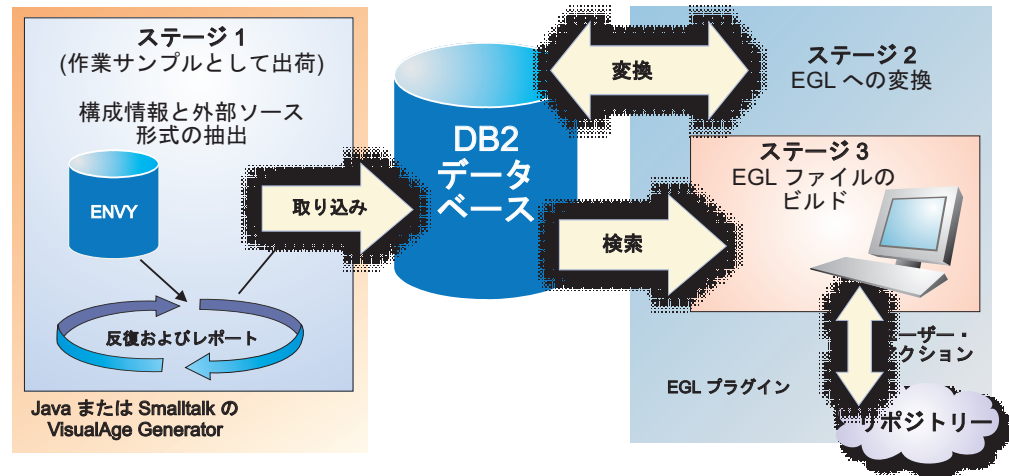 ステージ 1
(作業サンプルとして出荷)
構成情報と外部ソース
形式の抽出
ENVY
反復およびレポート
Java または Smalltalk の
VisualAge Generator
取り込み
DB2
データ
ベース
変換
検索
ステージ 2
EGL への変換
ステージ 3
EGL ファイルの
ビルド
EGL プラグイン
ーザー・
クション
リポジトリー